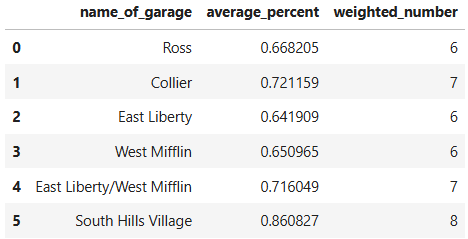 name_of_garage average_percent weighted_number
0 Ross 0.668205 6
1 Collier 0.721159 7
2 East Liberty 0.641909 6
3 West Mifflin 0.650965 6
4 East Liberty/West Mifflin 0.716049 7
5 South Hills Village 0.860827 8